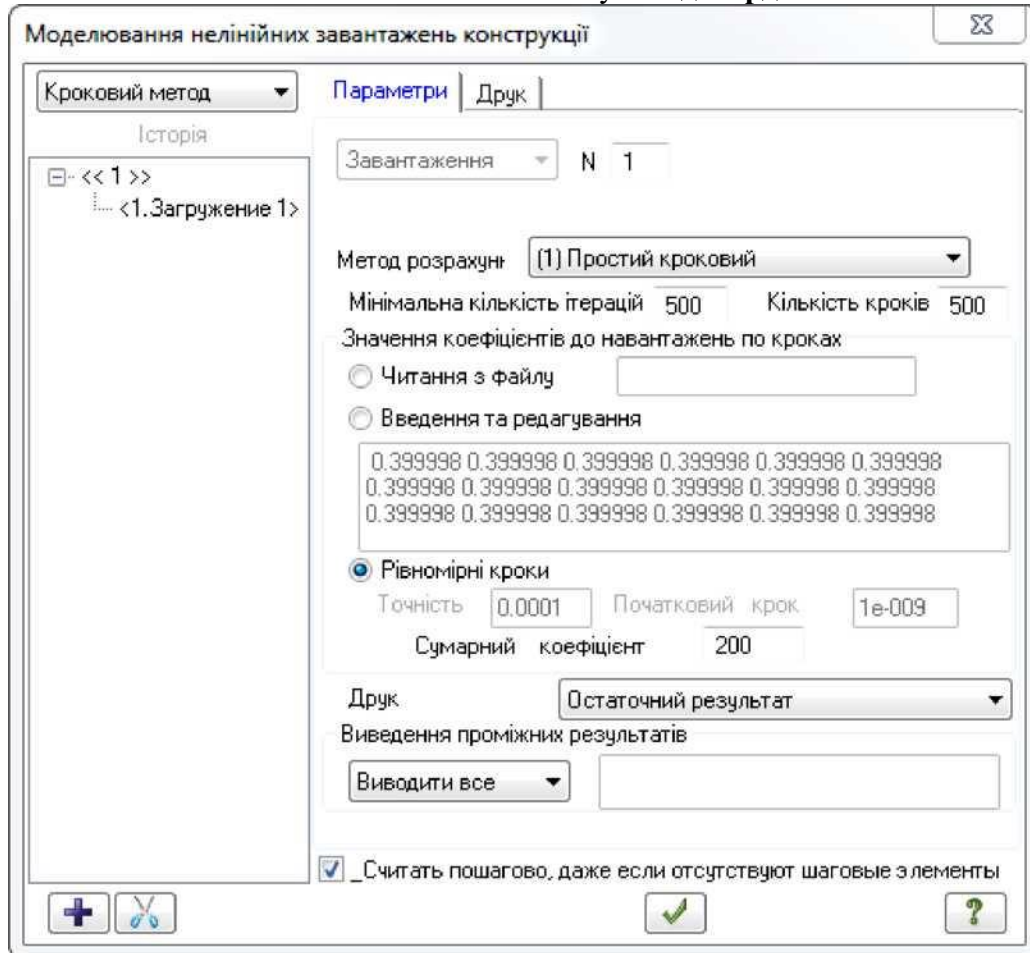 Моделювання нелінійних завантажень конструкції
Кроковий метод
Історія
<< 1 >>
<1.Загружение 1>
Параметри Друк
Завантаження N 1
Метод розрахунк (1) Простий кроковий
Мінімальна кількість ітерацій 500 Кількість кроків 500
Значення коефіцієнтів до навантажень по кроках
Читання з файлу
Введення та редагування
0.399998 0.399998 0.399998 0.399998 0.399998 0.399998
0.399998 0.399998 0.399998 0.399998 0.399998 0.399998
0.399998 0.399998 0.399998 0.399998 0.399998 0.399998
Рівномірні кроки
Точність 0.0001 Початковий крок 1e-009
Сумарний коефіцієнт 200
Друк Остаточний результат
Виведення проміжних результатів
Виводити все
_Считать пошагово, даже если отсутствуют шаговые элементы
?